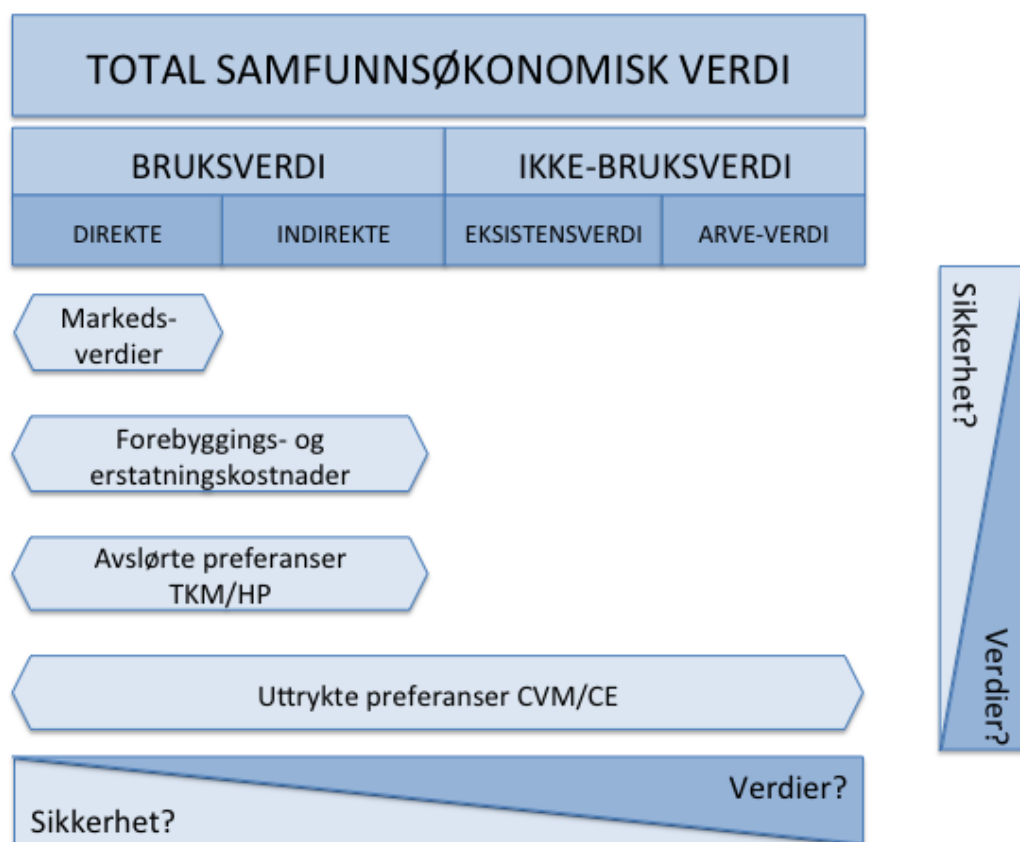 TOTAL SAMFUNNSØKONOMISK VERDI
BRUKSVERDI
IKKE-BRUKSVERDI
DIREKTE
INDIREKTE
EKSISTENSVERDI
ARVE-VERDI
Markeds-
verdier
Forebyggings- og
erstatningskostnader
Avslørte preferanser
TKM/HP
Uttrykte preferanser CVM/CE
Verdier?
Sikkerhet?
Sikkerhet?
Verdier?